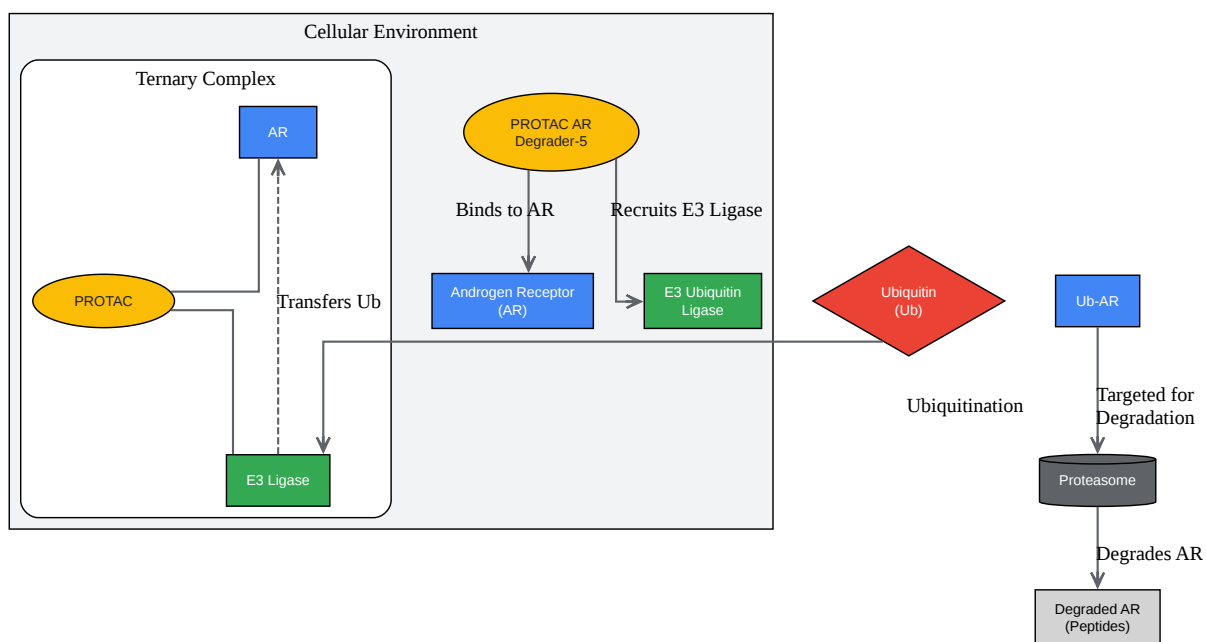 Cellular Environment
Ternary Complex
AR
PROTAC AR
Degrader-5
Binds to AR
Recruits E3 Ligase
PROTAC
Transfers Ub
Androgen Receptor
(AR)
E3 Ubiquitin
Ligase
Ubiquitin
(Ub)
Ub-AR
Ubiquitination
Targeted for
Degradation
E3 Ligase
Proteasome
Degrades AR
Degraded AR
(Peptides)